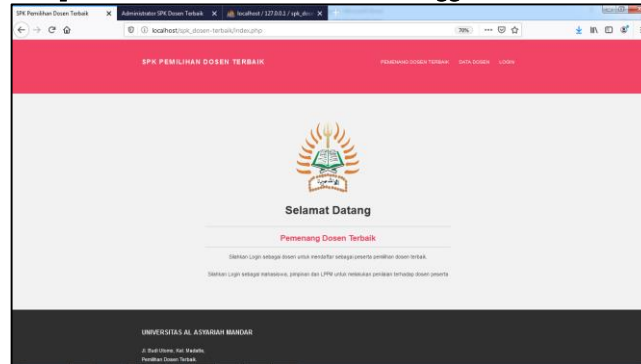 SPK Pemilihan Dosen Terbaik
Administrator SPK Dosen Terbaik
localhost / 127.0.0.1 / spk_dos
localhost/spk_dosen-terbaik/index.php
70%
SPK PEMILIHAN DOSEN TERBAIK
PEMENANG DOSEN TERBAIK DATA DOSEN LOGIN
Selamat Datang
Pemenang Dosen Terbaik
Silahkan Login sebagai dosen untuk mendaftar sebagai peserta pemilihan dosen terbaik.
Silahkan Login sebagai mahasiswa, pimpinan dan LPPM untuk melakukan penilaian terhadap dosen peserta
UNIVERSITAS AL ASYARIAH MANDAR
Jl. Budi Utomo, Kel. Madatte,
Pemilihan Dosen Terbaik.